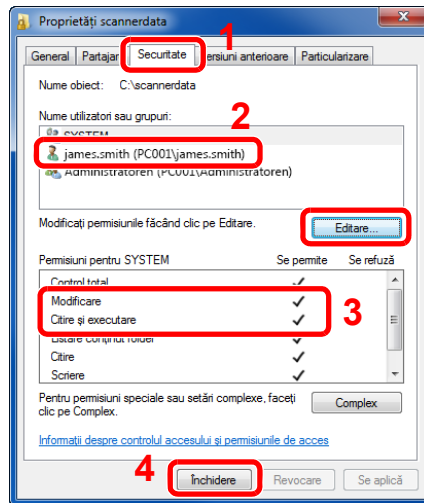 Proprietăți scannerdata
1
General Partajar Securitate ersiuni anterioare Particularizare
Nume obiect: C:\scannerdata
2
Nume utilizatori sau grupuri:
SYSTEM
james.smith (PC001\james.smith)
Administratoren (PC001\Administratoren)
Modificați permisiunile făcând clic pe Editare.
Editare...
Permisiuni pentru SYSTEM Se permite Se refuză
Control total
Modificare
3
Citire și executare
Listare conținut folder
Citire
Scriere
Pentru permisiuni speciale sau setări complexe, faceți
clic pe Complex.
Complex
Informații despre controlul accesului și permisiunile de acces
4
Închidere Revocare Se aplică